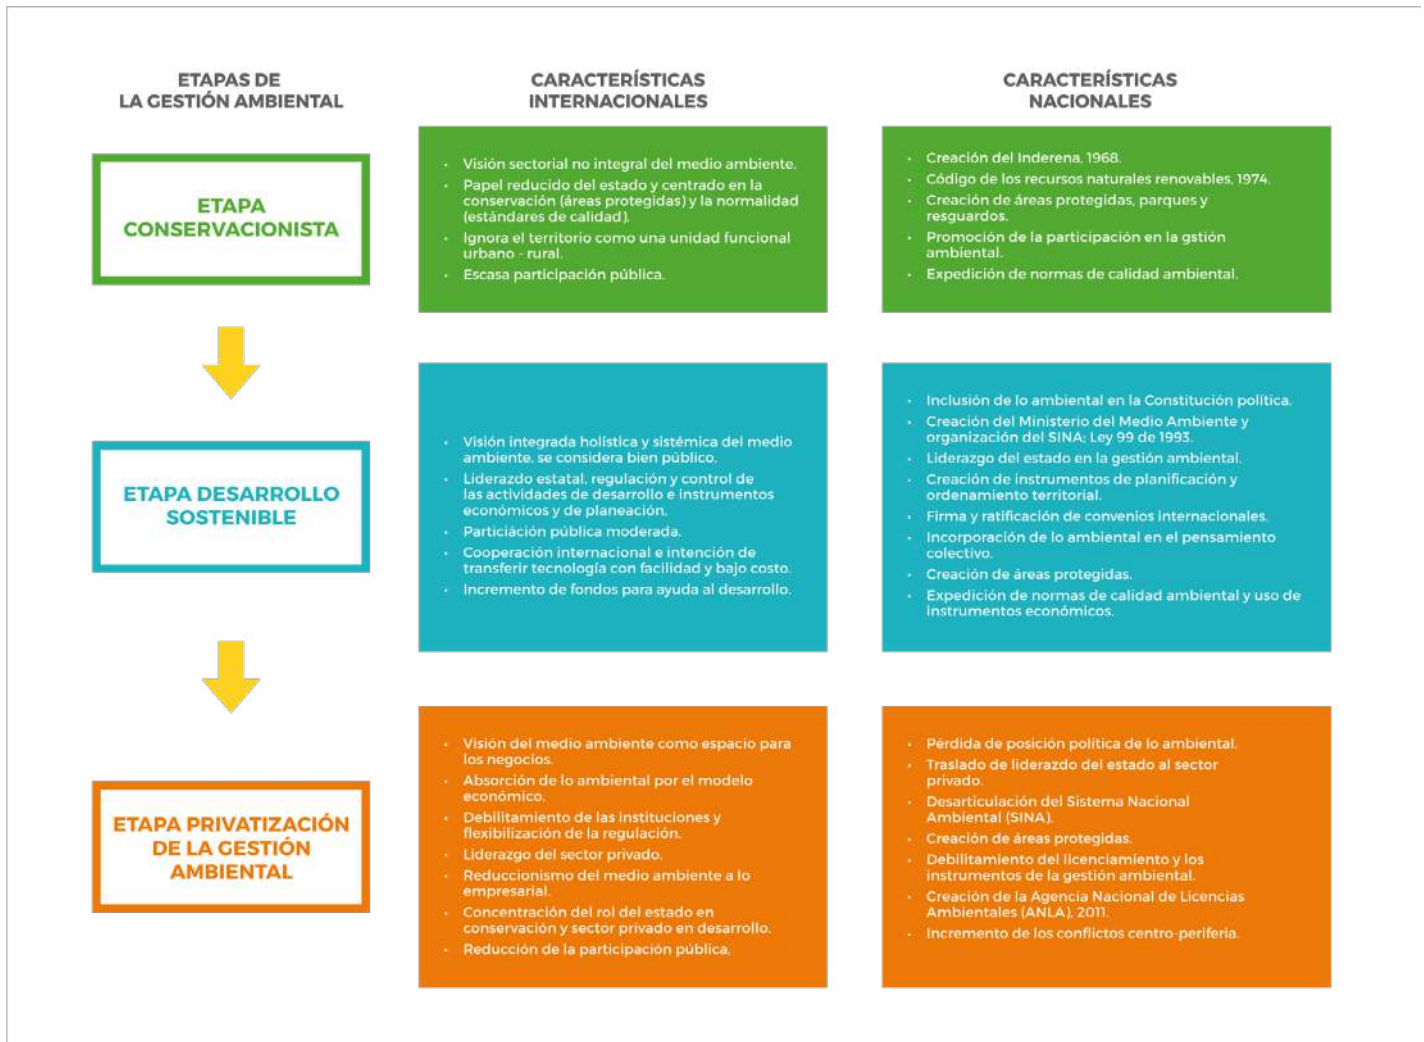 ETAPAS DE
LA GESTIÓN AMBIENTAL
CARACTERÍSTICAS
INTERNACIONALES
CARACTERÍSTICAS
NACIONALES
ETAPA
CONSERVACIONISTA
• Visión sectorial no integral del medio ambiente.
• Papel reducido del estado y centrado en la
conservación (áreas protegidas) y la normalidad
(estándares de calidad).
• Ignora el territorio como una unidad funcional
urbano - rural.
• Escasa participación pública.
• Creación del Inderena, 1968.
• Código de los recursos naturales renovables, 1974.
• Creación de áreas protegidas, parques y
resguardos.
• Promoción de la participación en la gstión
ambiental.
• Expedición de normas de calidad ambiental.
ETAPA DESARROLLO
SOSTENIBLE
• Visión integrada holística y sistémica del medio
ambiente, se considera bien público.
• Liderazdo estatal, regulación y control de
las actividades de desarrollo e instrumentos
económicos y de planeación.
• Particiáción pública moderada.
• Cooperación internacional e intención de
transferir tecnología con facilidad y bajo costo.
• Incremento de fondos para ayuda al desarrollo.
• Inclusión de lo ambiental en la Constitución política.
• Creación del Ministerio del Medio Ambiente y
organización del SINA; Ley 99 de 1993.
• Liderazgo del estado en la gestión ambiental.
• Creación de instrumentos de planificación y
ordenamiento territorial.
• Firma y ratificación de convenios internacionales.
• Incorporación de lo ambiental en el pensamiento
colectivo.
• Creación de áreas protegidas.
• Expedición de normas de calidad ambiental y uso de
instrumentos económicos.
ETAPA PRIVATIZACIÓN
DE LA GESTIÓN
AMBIENTAL
• Visión del medio ambiente como espacio para
los negocios.
• Absorción de lo ambiental por el modelo
económico.
• Debilitamiento de las instituciones y
flexibilización de la regulación.
• Liderazgo del sector privado.
• Reduccionismo del medio ambiente a lo
empresarial.
• Concentración del rol del estado en
conservación y sector privado en desarrollo.
• Reducción de la participación pública.
• Pérdida de posición política de lo ambiental.
• Traslado de liderazdo del estado al sector
privado.
• Desarticulación del Sistema Nacional
Ambiental (SINA).
• Creación de áreas protegidas.
• Debilitamiento del licenciamiento y los
instrumentos de la gestión ambiental.
• Creación de la Agencia Nacional de Licencias
Ambientales (ANLA), 2011.
• Incremento de los conflictos centro-periferia.